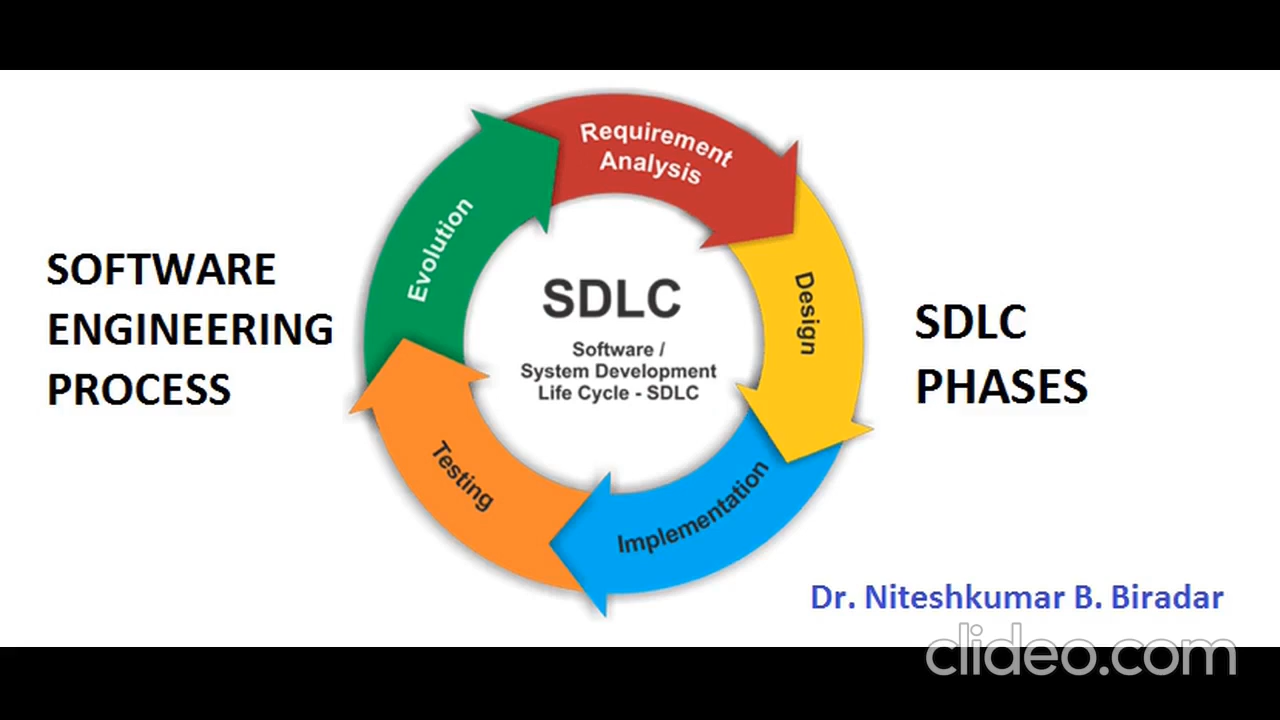 SOFTWARE
ENGINEERING
PROCESS
Requirement
Analysis
Design
Implementation
Testing
Evolution
SDLC
Software /
System Development
Life Cycle - SDLC
SDLC
PHASES
Dr. Niteshkumar B. Biradar
clideo.com